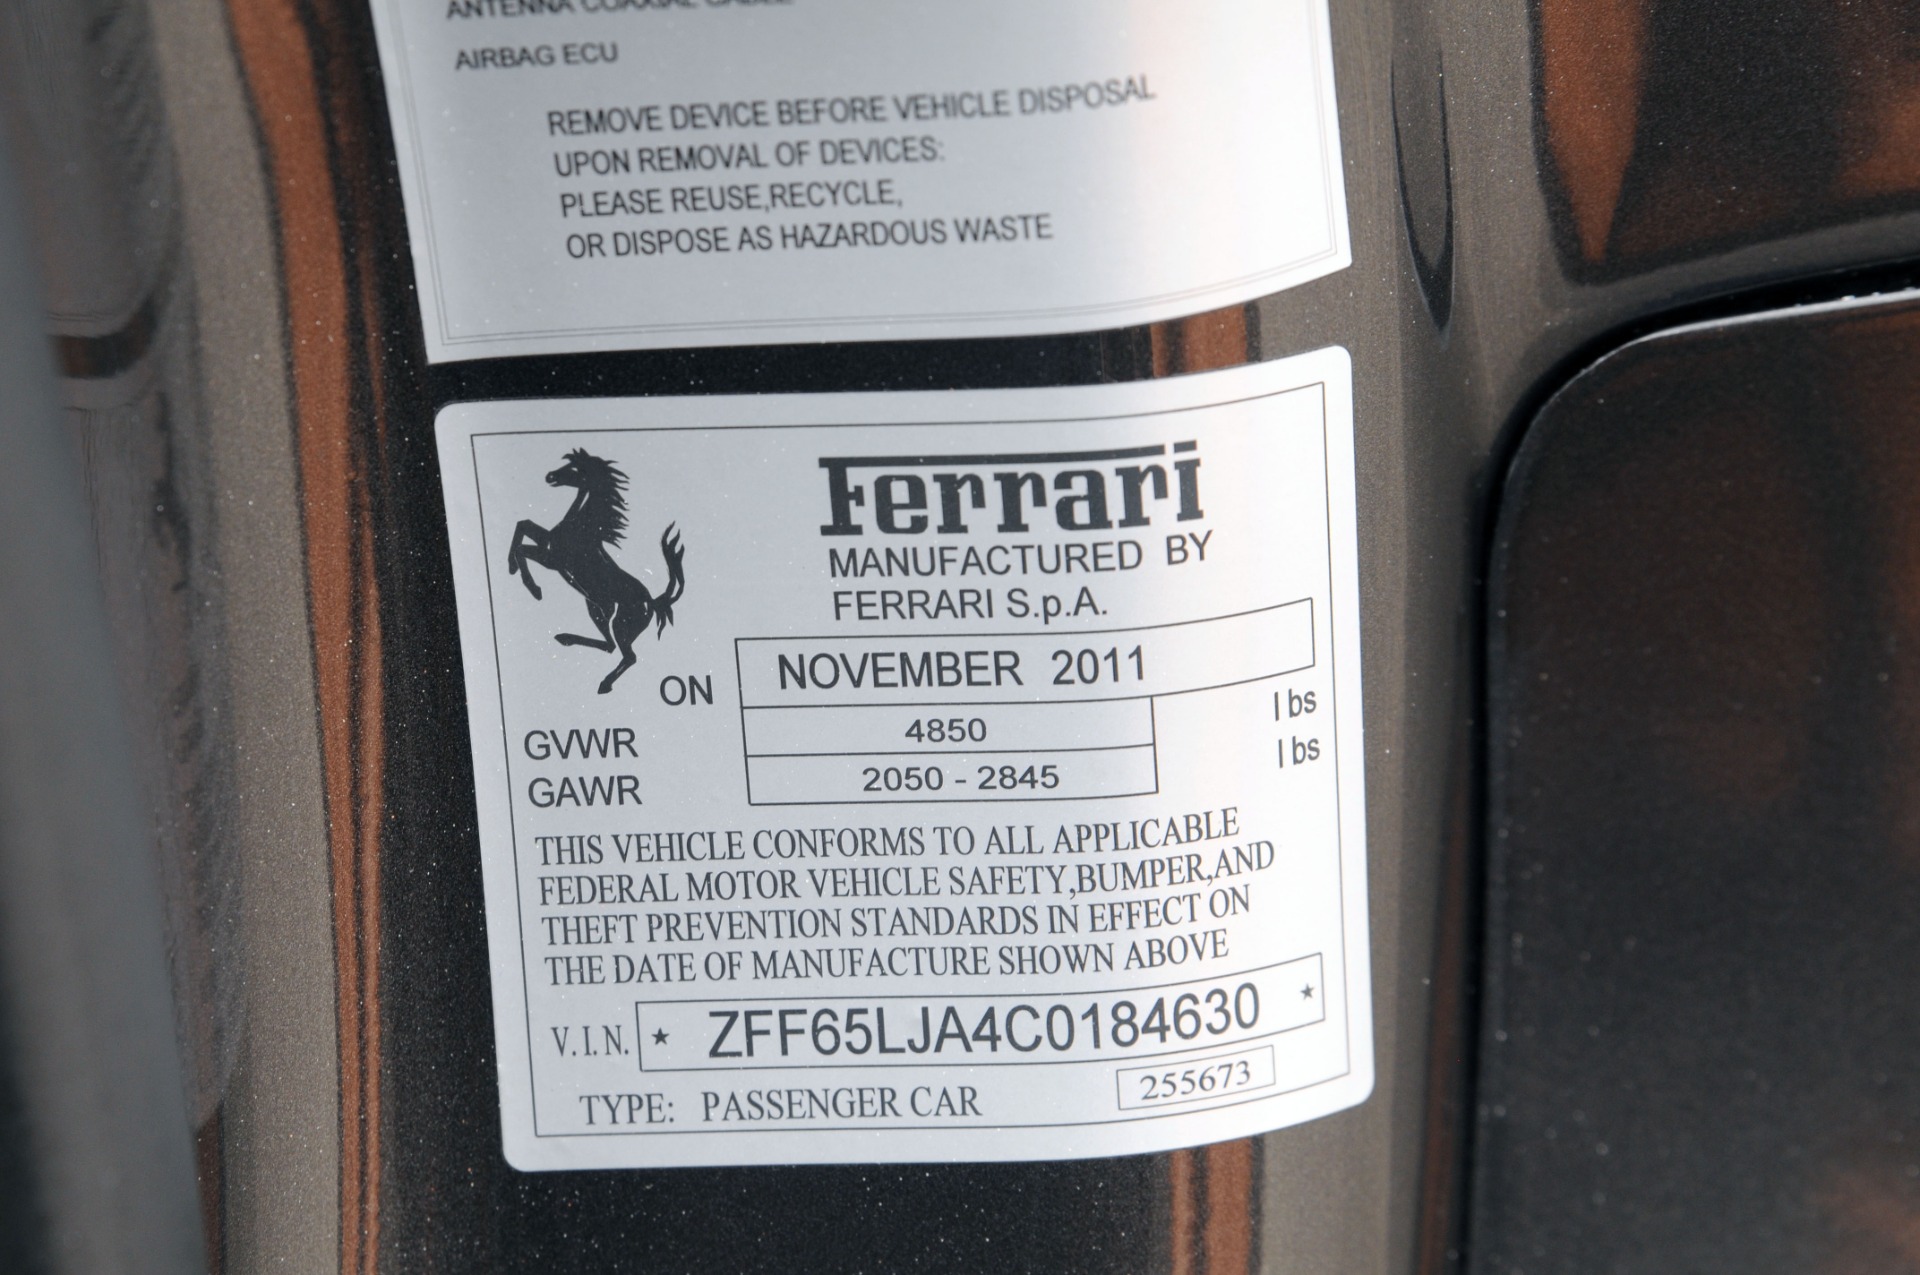 ANTENNA COAXIAL CABLE
AIRBAG ECU
REMOVE DEVICE BEFORE VEHICLE DISPOSAL
UPON REMOVAL OF DEVICES:
PLEASE REUSE,RECYCLE,
OR DISPOSE AS HAZARDOUS WASTE
Ferrari
MANUFACTURED BY
FERRARI S.p.A.
ON NOVEMBER 2011
GVWR 4850 lbs
GAWR 2050 - 2845 lbs
THIS VEHICLE CONFORMS TO ALL APPLICABLE
FEDERAL MOTOR VEHICLE SAFETY,BUMPER,AND
THEFT PREVENTION STANDARDS IN EFFECT ON
THE DATE OF MANUFACTURE SHOWN ABOVE
V.I.N. * ZFF65LJA4C0184630 *
TYPE: PASSENGER CAR 255673